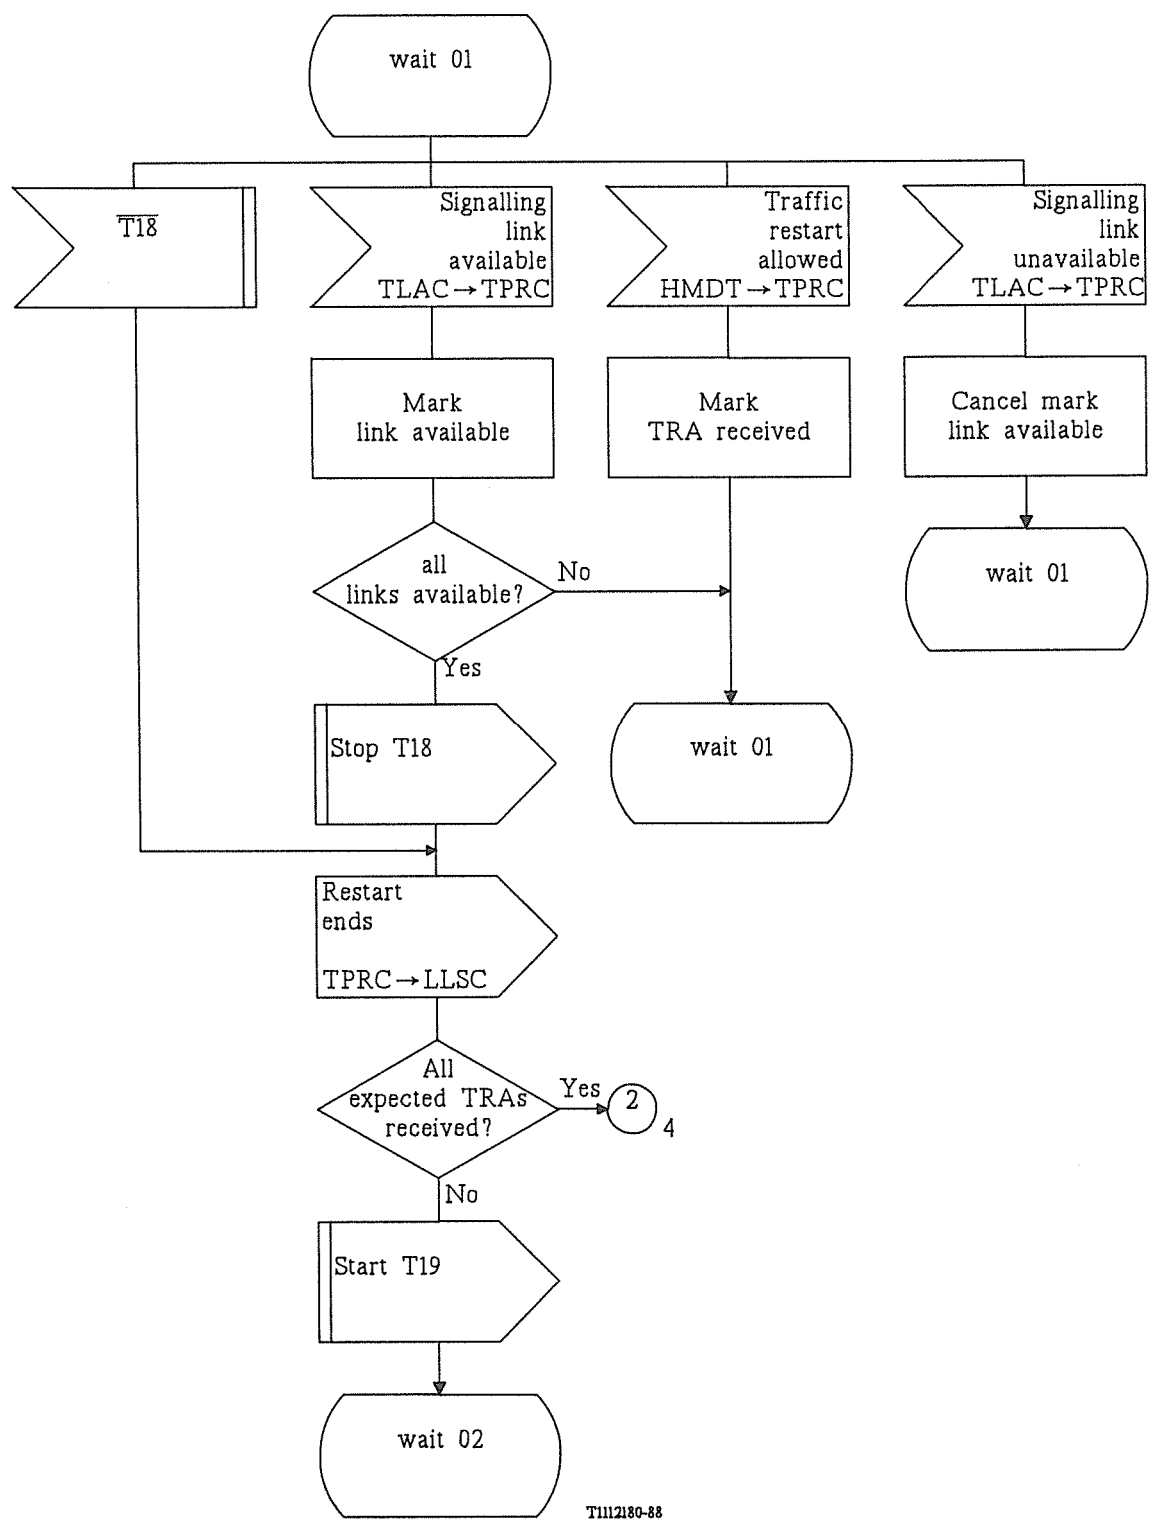 wait 01
T18
Signalling
link
available
TLAC→TPRC
Traffic
restart
allowed
HMDT→TPRC
Signalling
link
unavailable
TLAC→TPRC
Mark
link available
Mark
TRA received
Cancel mark
link available
all
links available?
No
Yes
wait 01
Stop T18
wait 01
Restart
ends
TPRC→LLSC
All
expected TRAs
received?
Yes
2
4
No
Start T19
wait 02
T1112180-88